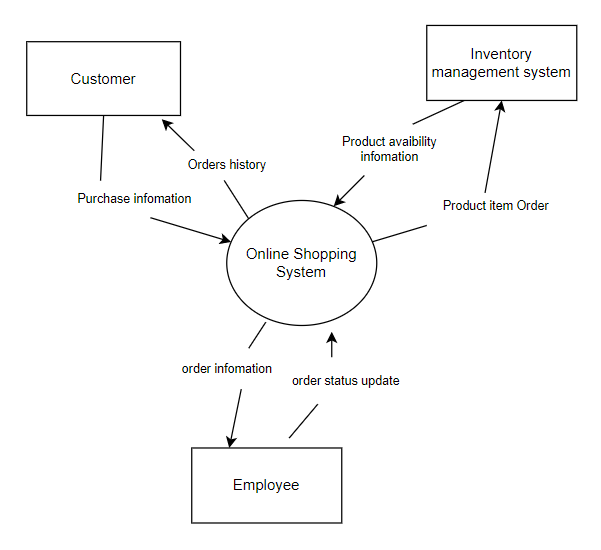 Customer
Inventory
management system
Product avaibility
infomation
Orders history
Purchase infomation
Product item Order
Online Shopping
System
order infomation
order status update
Employee